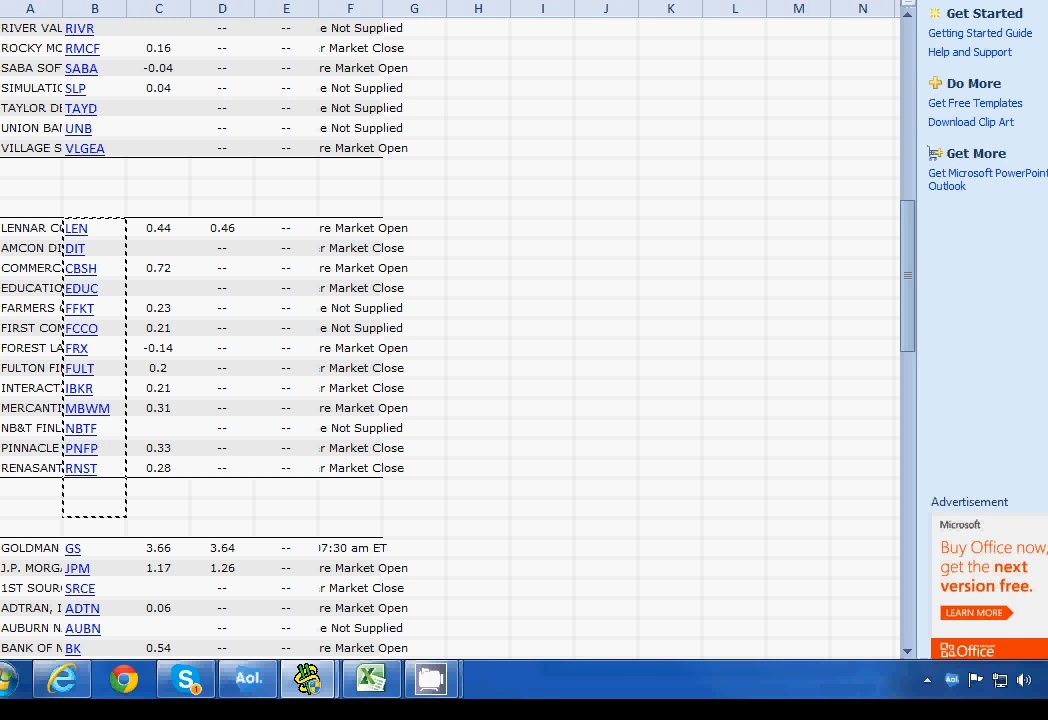 A B C D E F G H I J K L M N
RIVER VAL RIVR -- -- e Not Supplied
ROCKY MC RMCF 0.16 -- -- r Market Close
SABA SOF SABA -0.04 -- -- re Market Open
SIMULATIC SLP 0.04 -- -- e Not Supplied
TAYLOR DE TAYD -- -- e Not Supplied
UNION BAI UNB -- -- e Not Supplied
VILLAGE S VLGEA -- -- re Market Open
LENNAR CO LEN 0.44 0.46 -- re Market Open
AMCON DI DIT -- -- r Market Close
COMMERC CBSH 0.72 -- -- re Market Open
EDUCATIO EDUC -- -- r Market Close
FARMERS FFKT 0.23 -- -- e Not Supplied
FIRST COM FCCO 0.21 -- -- e Not Supplied
FOREST LA FRX -0.14 -- -- re Market Open
FULTON FI FULT 0.2 -- -- r Market Close
INTERACT IBKR 0.21 -- -- r Market Close
MERCANTI MBWM 0.31 -- -- re Market Open
NB&T FINL NBTF -- -- e Not Supplied
PINNACLE PNFP 0.33 -- -- r Market Close
RENASANT RNST 0.28 -- -- r Market Close
GOLDMAN GS 3.66 3.64 -- 07:30 am ET
J.P. MORG JPM 1.17 1.26 -- re Market Open
1ST SOUR SRCE -- -- r Market Close
ADTRAN, I ADTN 0.06 -- -- re Market Open
AUBURN N AUBN -- -- e Not Supplied
BANK OF N BK 0.54 -- -- re Market Open
Get Started
Getting Started Guide
Help and Support
Do More
Get Free Templates
Download Clip Art
Get More
Get Microsoft PowerPoint
Outlook
Advertisement
Microsoft
Buy Office now,
get the next
version free.
LEARN MORE
Office
Aol.
Aol.